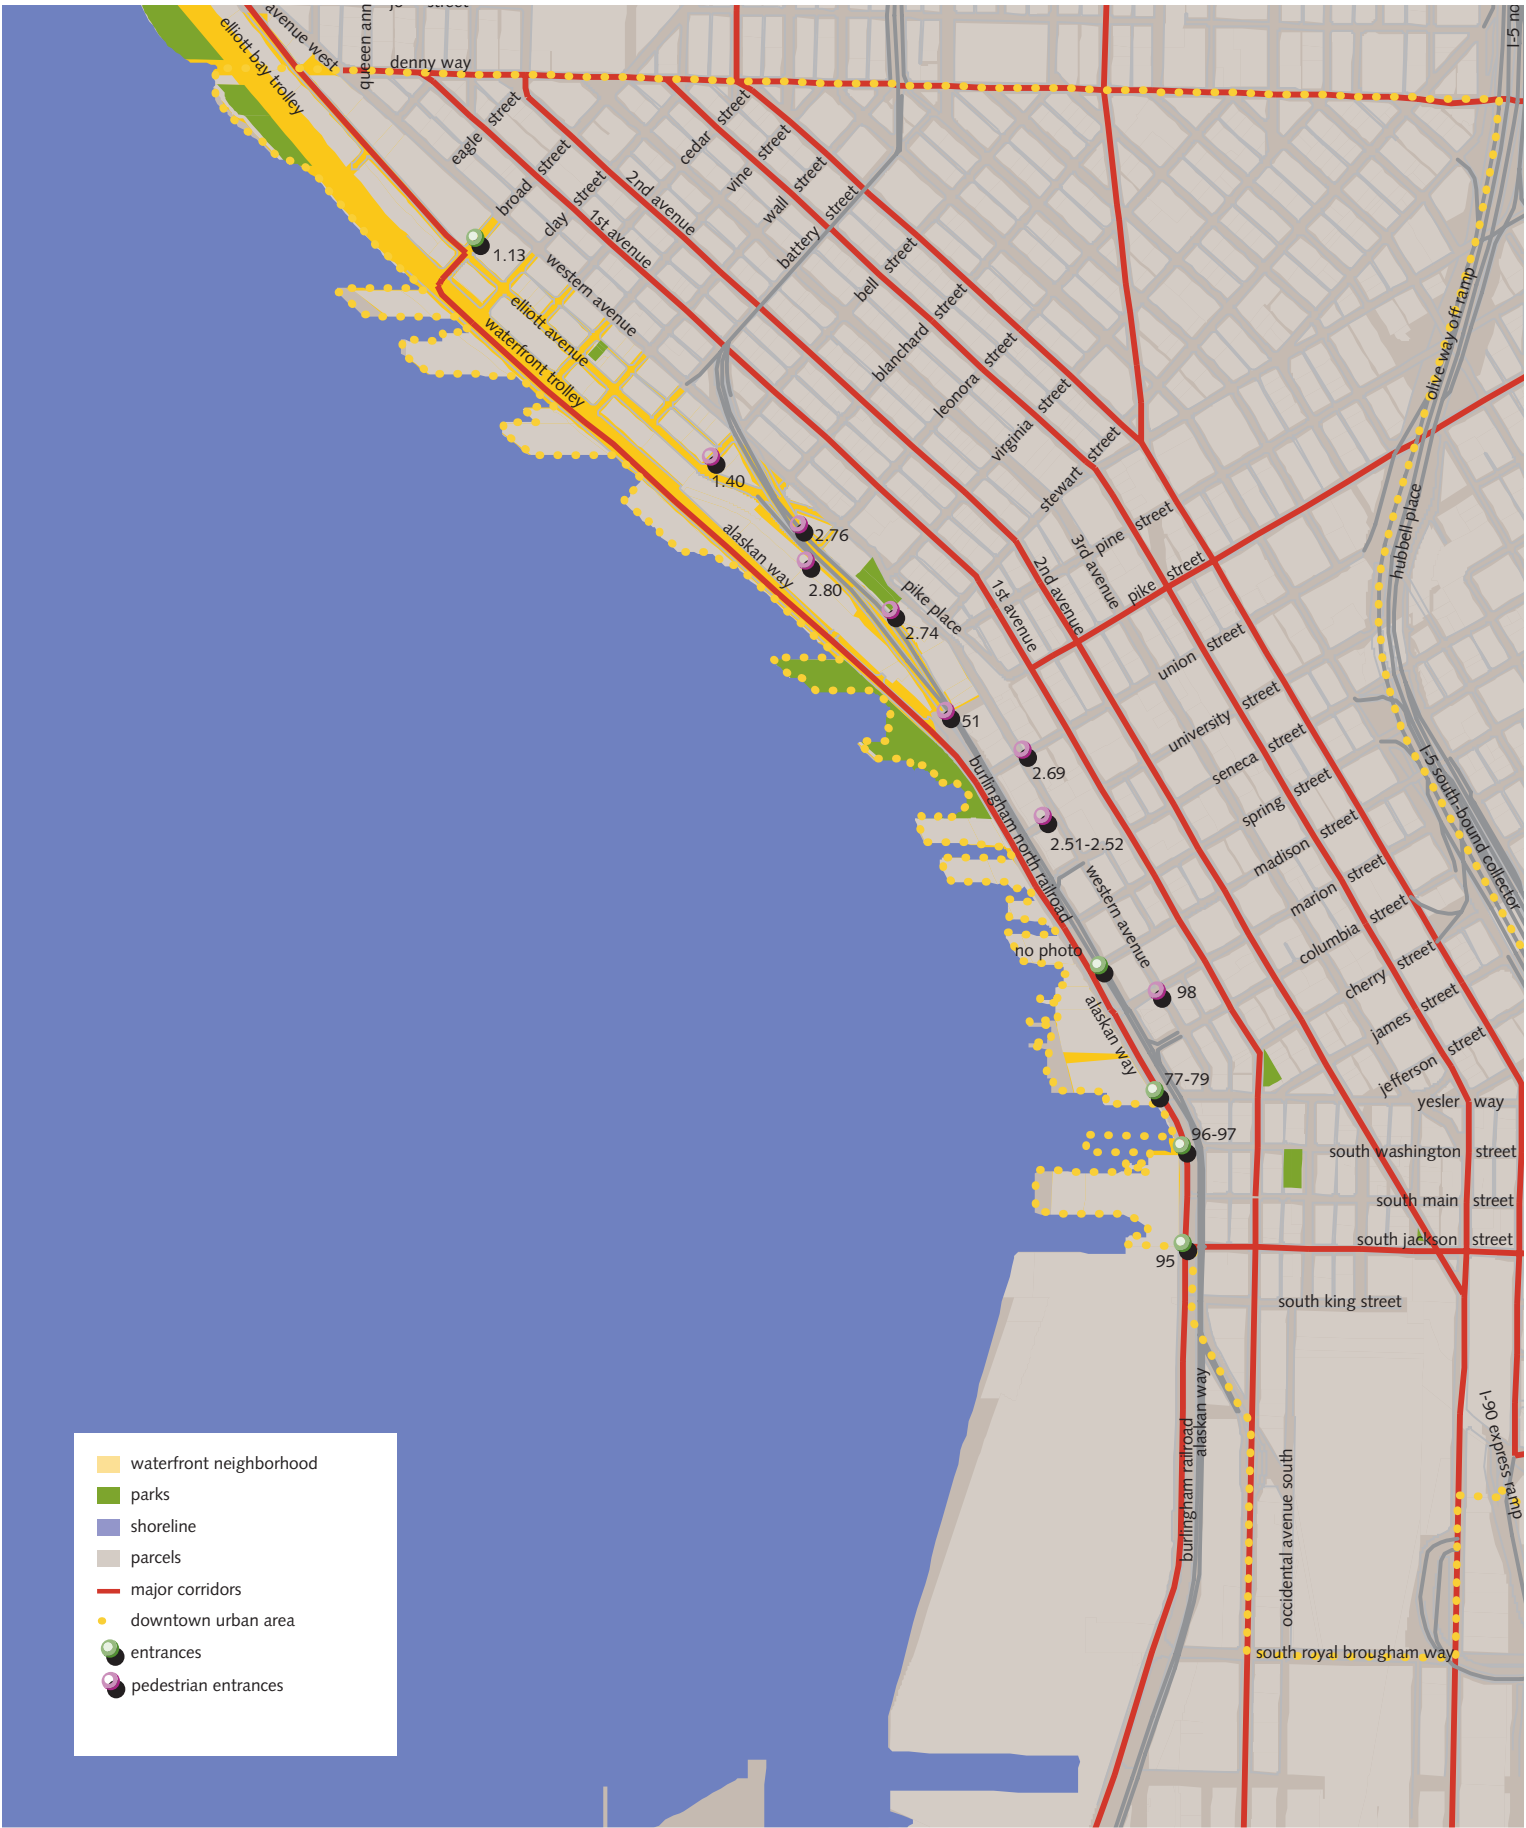 street
I-5 no
avenue west
queeen ann
elliott bay trolley
denny way
eagle street
broad street
clay street
cedar street
vine street
wall street
battery street
2nd avenue
1st avenue
western avenue
elliott avenue
waterfront trolley
bell street
blanchard street
leonora street
virginia street
stewart street
pine street
pike street
olive way off ramp
hubbell place
1.13
1.40
2.76
2.80
alaskan way
pike place
2.74
1st avenue
2nd avenue
3rd avenue
union street
university street
seneca street
spring street
madison street
marion street
columbia street
cherry street
james street
jefferson street
yesler way
I-5 south-bound collector
51
2.69
2.51-2.52
burlingham north railroad
western avenue
no photo
98
alaskan way
77-79
96-97
south washington street
south main street
south jackson street
95
south king street
burlingham railroad
alaskan way
occidental avenue south
I-90 express ramp
south royal brougham way
waterfront neighborhood
parks
shoreline
parcels
major corridors
downtown urban area
entrances
pedestrian entrances